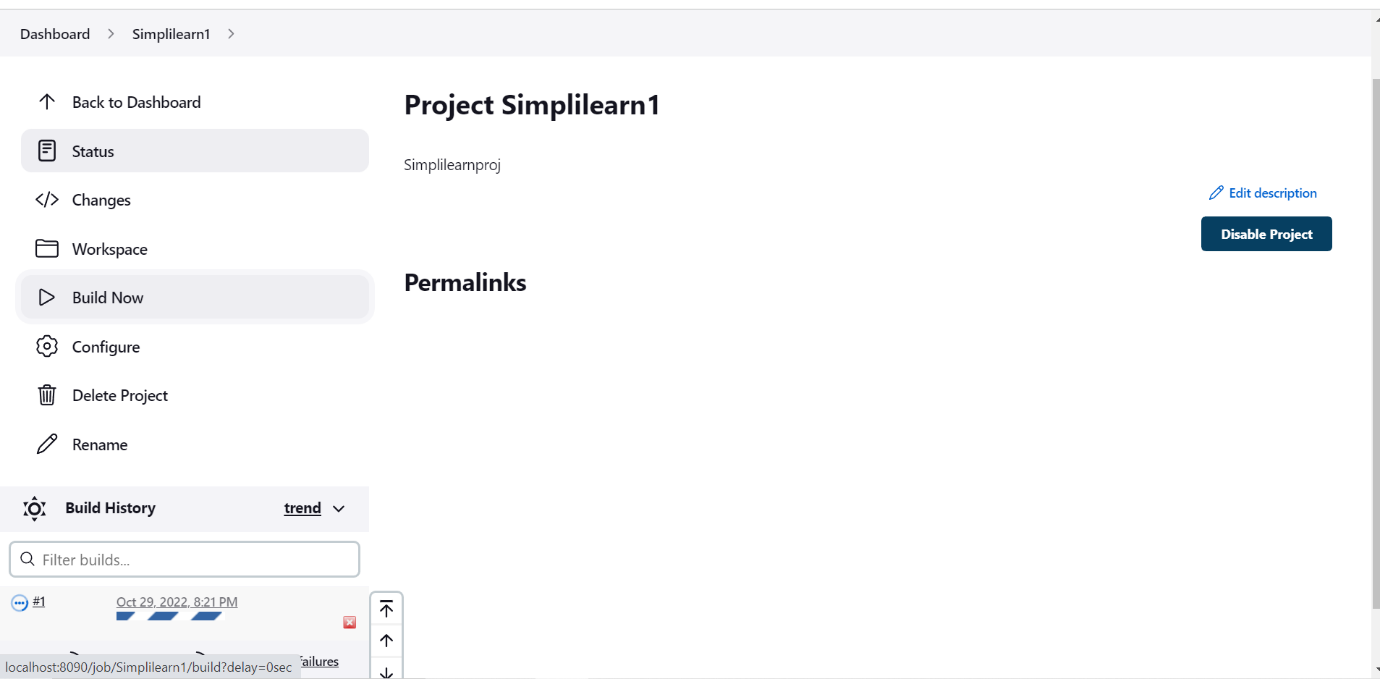 Dashboard > Simplilearn1 >
Back to Dashboard
Status
Changes
Workspace
Build Now
Configure
Delete Project
Rename
Build History trend
Filter builds...
#1 Oct 29, 2022, 8:21 PM
failures
localhost:8090/job/Simplilearn1/build?delay=0sec
Project Simplilearn1
Simplilearnproj
Edit description
Disable Project
Permalinks